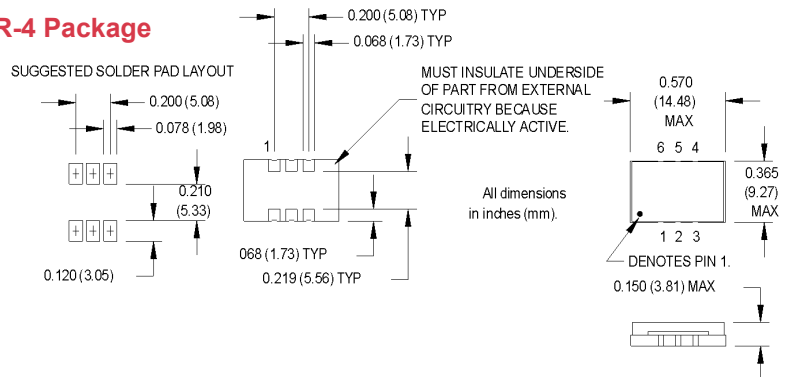 R-4 Package
SUGGESTED SOLDER PAD LAYOUT
0.200 (5.08)
0.078 (1.98)
0.210
(5.33)
0.120 (3.05)
0.200 (5.08) TYP
0.068 (1.73) TYP
MUST INSULATE UNDERSIDE
OF PART FROM EXTERNAL
CIRCUITRY BECAUSE
ELECTRICALLY ACTIVE.
1
068 (1.73) TYP
0.219 (5.56) TYP
All dimensions
in inches (mm).
0.570
(14.48)
MAX
6 5 4
0.365
(9.27)
MAX
1 2 3
DENOTES PIN 1.
0.150 (3.81) MAX